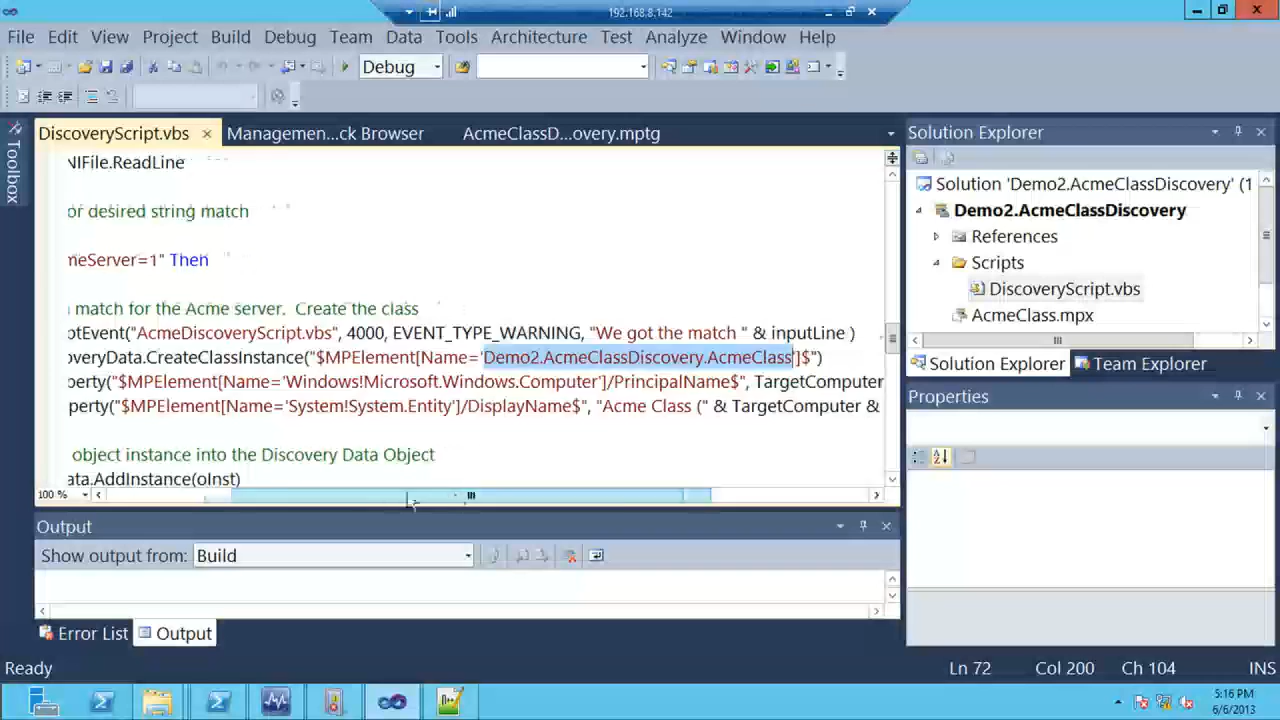 192.168.8.142
File Edit View Project Build Debug Team Data Tools Architecture Test Analyze Window Help
Debug
DiscoveryScript.vbs Managemen...ck Browser AcmeClassD...overy.mptg
Toolbox
NIFile.ReadLine
or desired string match
meServer=1" Then
match for the Acme server. Create the class
ptEvent("AcmeDiscoveryScript.vbs", 4000, EVENT_TYPE_WARNING, "We got the match " & inputLine )
overyData.CreateClassInstance("$MPElement[Name='Demo2.AcmeClassDiscovery.AcmeClass']$")
perty("$MPElement[Name='Windows!Microsoft.Windows.Computer']/PrincipalName$", TargetComputer
perty("$MPElement[Name='System!System.Entity']/DisplayName$", "Acme Class (" & TargetComputer &
object instance into the Discovery Data Object
ata.AddInstance(oInst)
100 %
Output
Show output from: Build
Error List Output
Solution Explorer
Solution 'Demo2.AcmeClassDiscovery' (1
Demo2.AcmeClassDiscovery
References
Scripts
DiscoveryScript.vbs
AcmeClass.mpx
Solution Explorer Team Explorer
Properties
Ready Ln 72 Col 200 Ch 104 INS
5:16 PM
6/6/2013